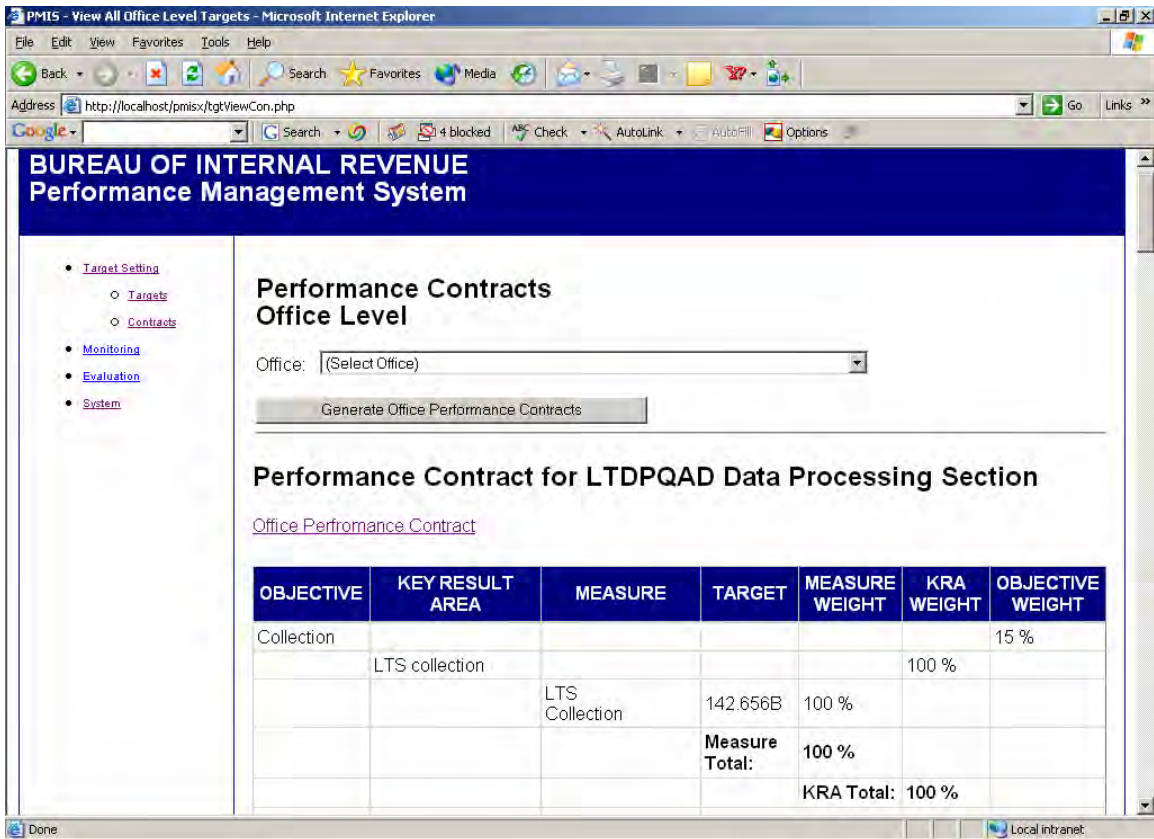 PMIS - View All Office Level Targets - Microsoft Internet Explorer
File Edit View Favorites Tools Help
Back Search Favorites Media
Address http://localhost/pmisx/tgtViewCon.php Go Links »
Google Search 4 blocked ABC Check AutoLink AutoFill Options
BUREAU OF INTERNAL REVENUE
Performance Management System
Target Setting
Targets
Contracts
Monitoring
Evaluation
System
Performance Contracts
Office Level
Office: (Select Office)
Generate Office Performance Contracts
Performance Contract for LTDPQAD Data Processing Section
Office Perfromance Contract
OBJECTIVE KEY RESULT AREA MEASURE TARGET MEASURE WEIGHT KRA WEIGHT OBJECTIVE WEIGHT
Collection 15 %
LTS collection 100 %
LTS Collection 142.656B 100 %
Measure Total: 100 %
KRA Total: 100 %
Done Local intranet